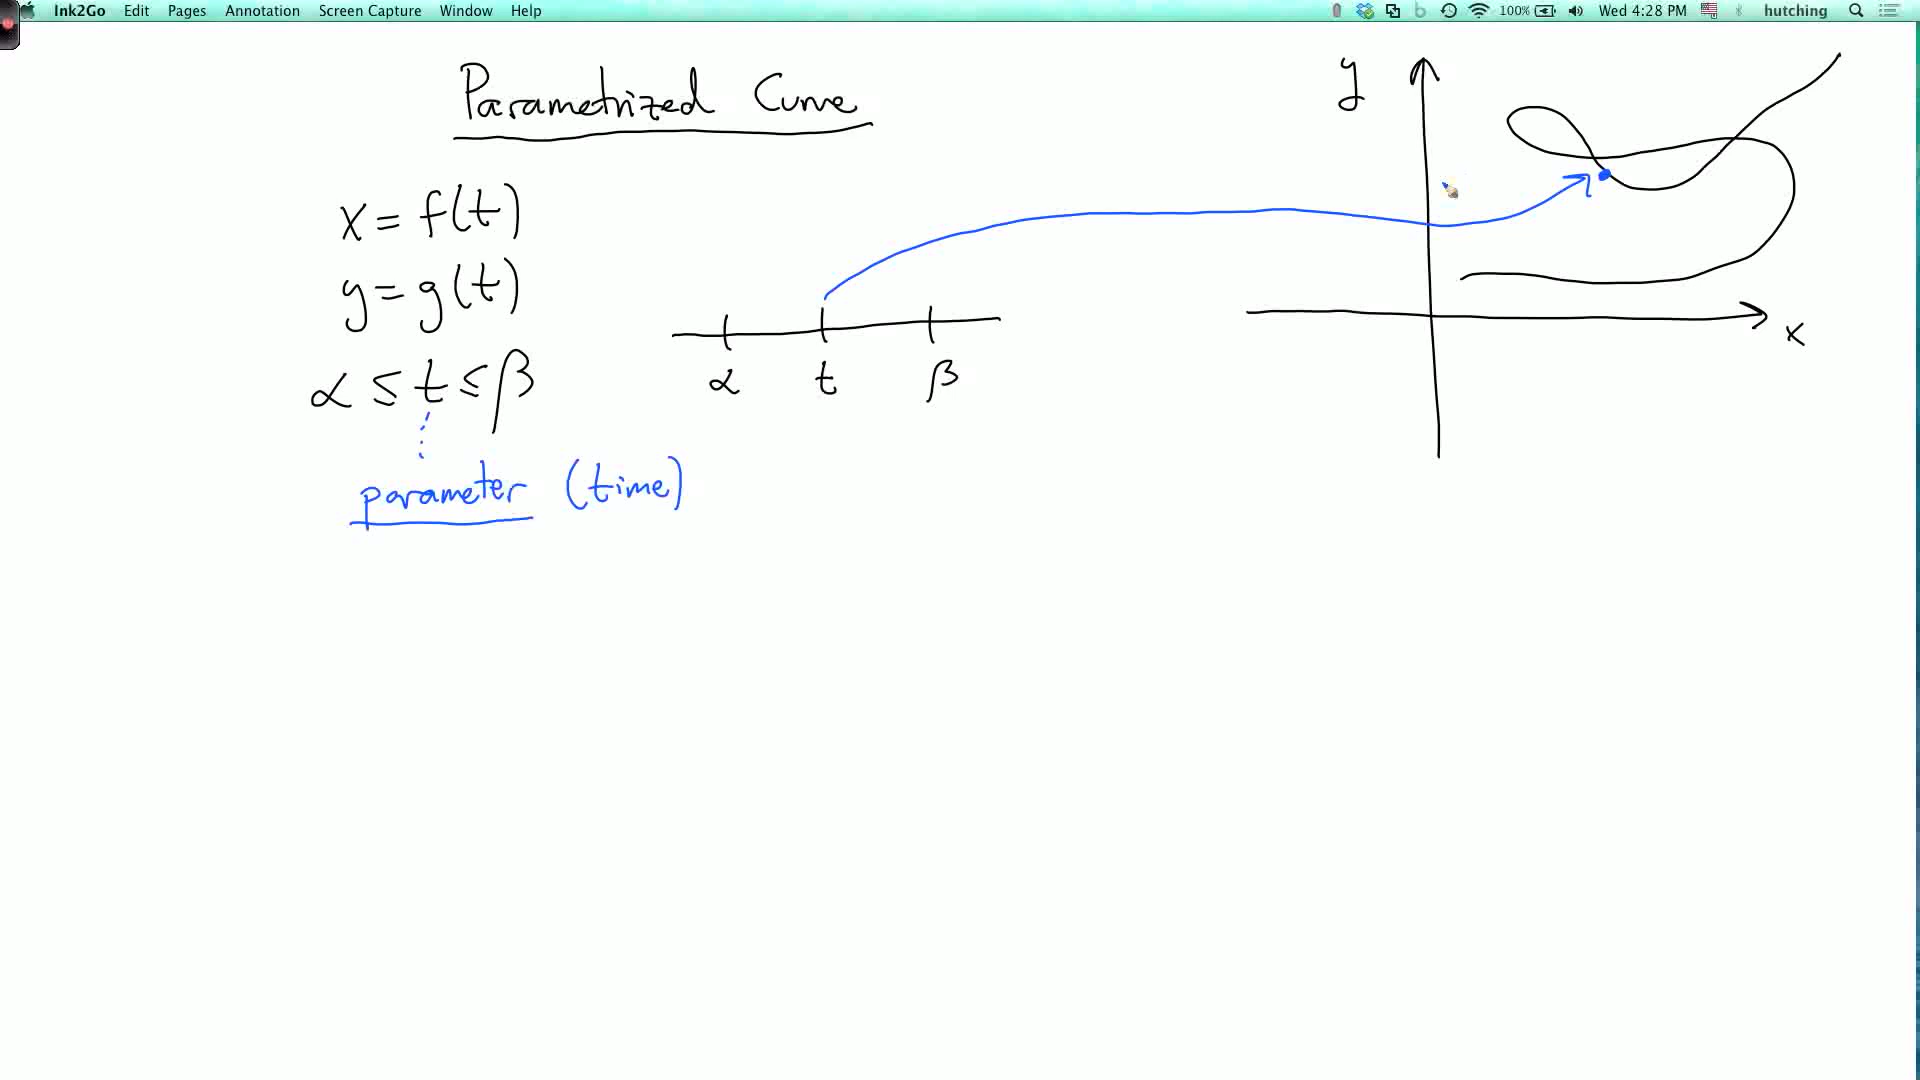 Ink2Go Edit Pages Annotation Screen Capture Window Help 100% Wed 4:28 PM hutching
Parametrized Curve
x = f(t)
y = g(t)
α ≤ t ≤ β
parameter (time)
α t β
y
x